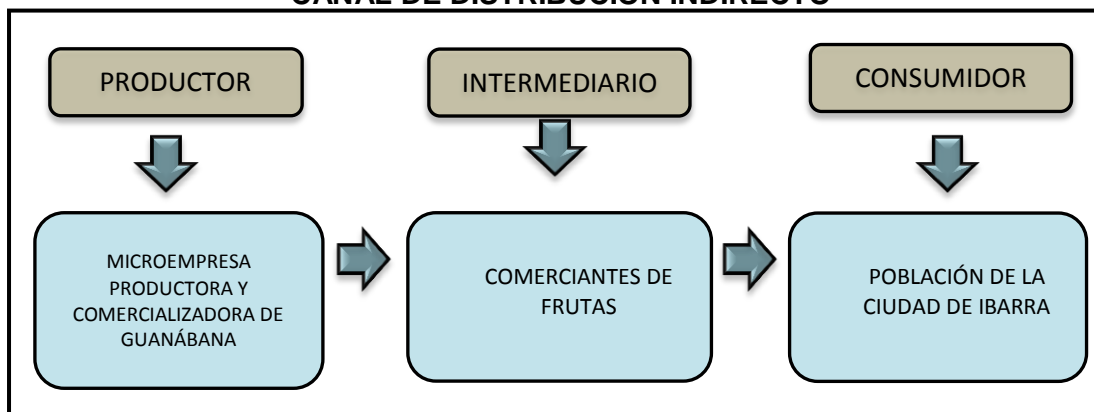 CANAL DE DISTRIBUCIÓN INDIRECTO
PRODUCTOR
INTERMEDIARIO
CONSUMIDOR
MICROEMPRESA
PRODUCTORA Y
COMERCIALIZADORA DE
GUANÁBANA
COMERCIANTES DE
FRUTAS
POBLACIÓN DE LA
CIUDAD DE IBARRA